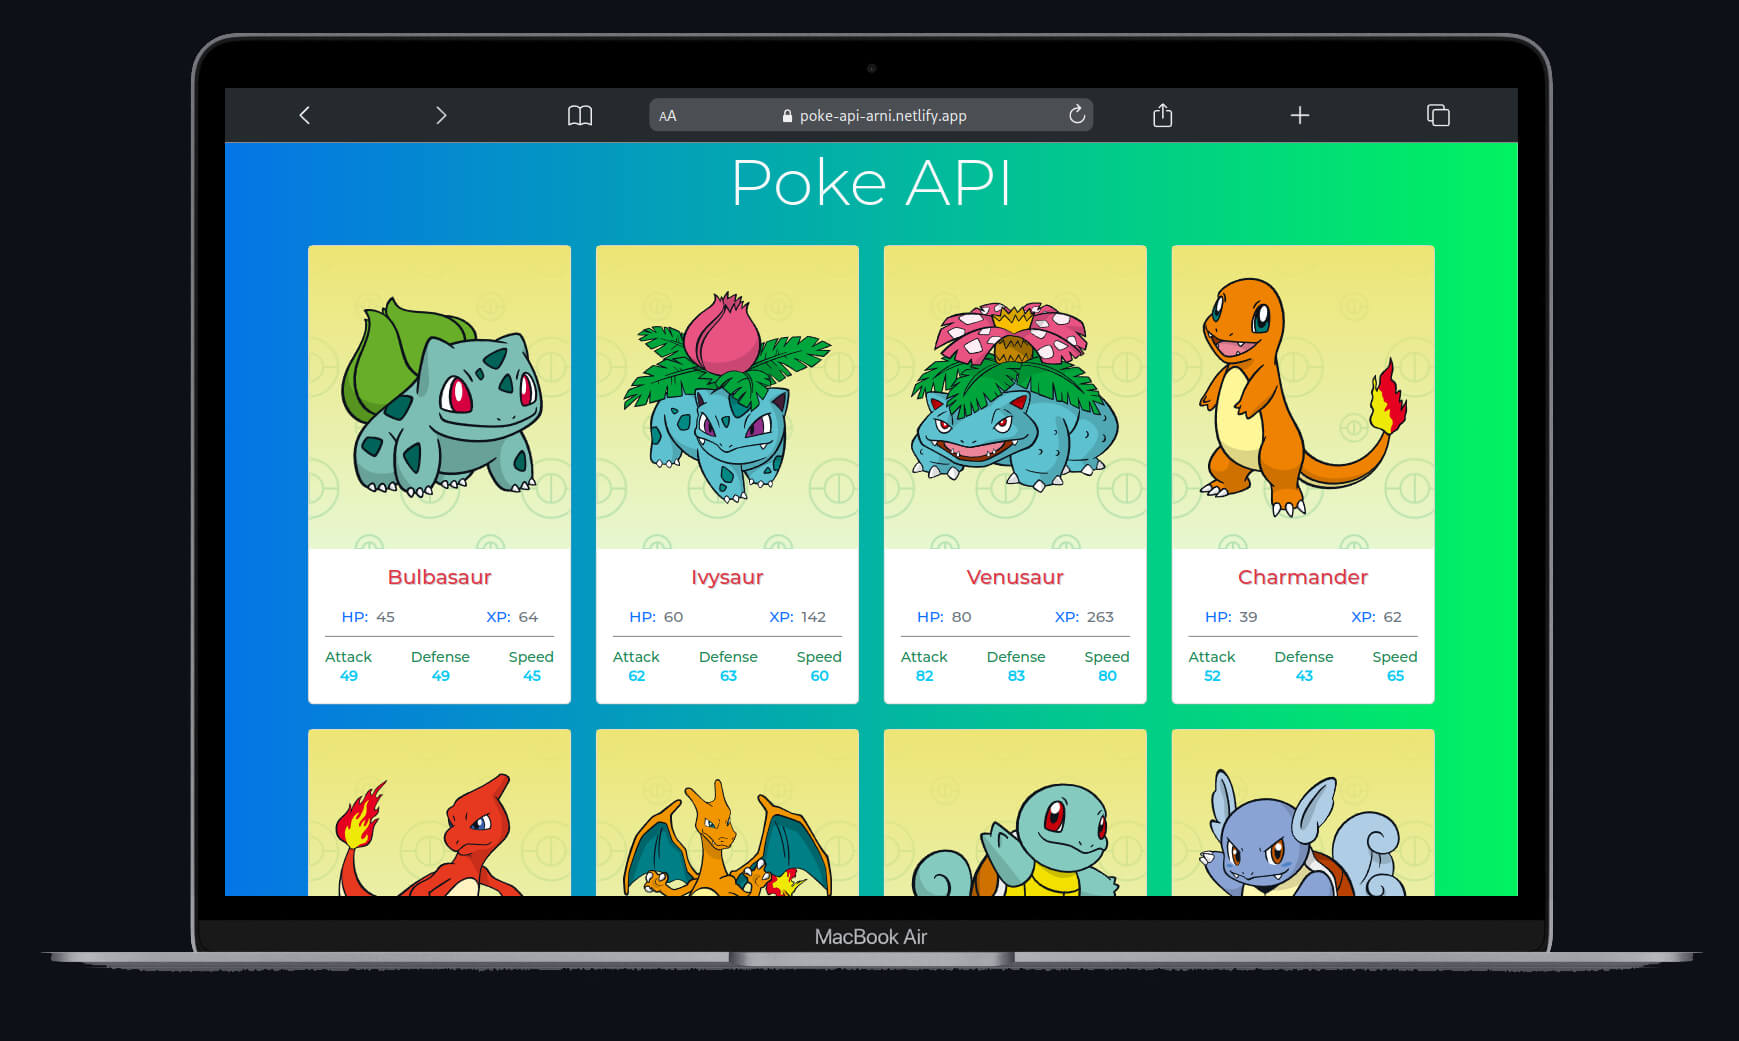 AA poke-api-arni.netlify.app
Poke API
Bulbasaur
HP: 45 XP: 64
Attack Defense Speed
49 49 45
Ivysaur
HP: 60 XP: 142
Attack Defense Speed
62 63 60
Venusaur
HP: 80 XP: 263
Attack Defense Speed
82 83 80
Charmander
HP: 39 XP: 62
Attack Defense Speed
52 43 65
MacBook Air